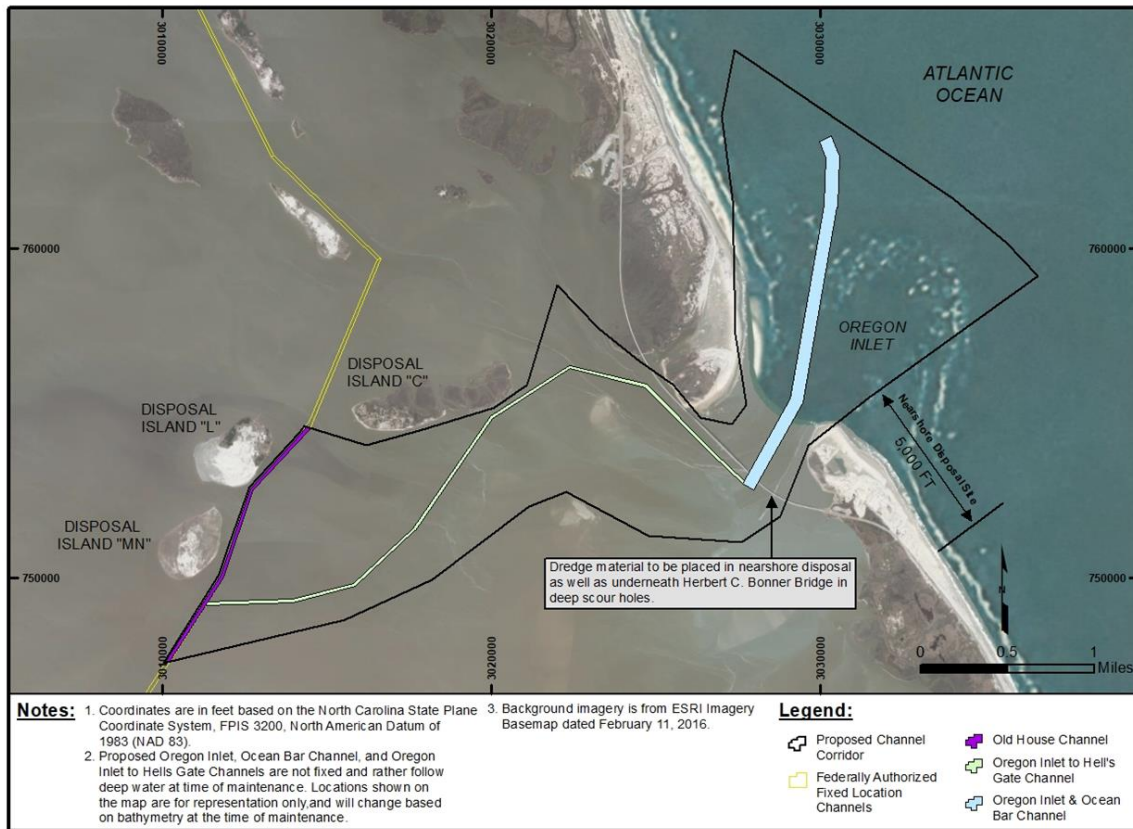 3010000
3020000
3030000
ATLANTIC
OCEAN
760000
760000
OREGON
INLET
DISPOSAL
ISLAND "C"
DISPOSAL
ISLAND "L"
Nearshore Disposal Site
5,000 FT
DISPOSAL
ISLAND "MN"
Dredge material to be placed in nearshore disposal
as well as underneath Herbert C. Bonner Bridge in
deep scour holes.
750000
750000
N
3010000
3020000
3030000
0 0.5 1
Miles
Notes:
1. Coordinates are in feet based on the North Carolina State Plane
Coordinate System, FPIS 3200, North American Datum of
1983 (NAD 83).
2. Proposed Oregon Inlet, Ocean Bar Channel, and Oregon
Inlet to Hells Gate Channels are not fixed and rather follow
deep water at time of maintenance. Locations shown on
the map are for representation only,and will change based
on bathymetry at the time of maintenance.
3. Background imagery is from ESRI Imagery
Basemap dated February 11, 2016.
Legend:
Proposed Channel
Corridor
Federally Authorized
Fixed Location
Channels
Old House Channel
Oregon Inlet to Hell's
Gate Channel
Oregon Inlet & Ocean
Bar Channel